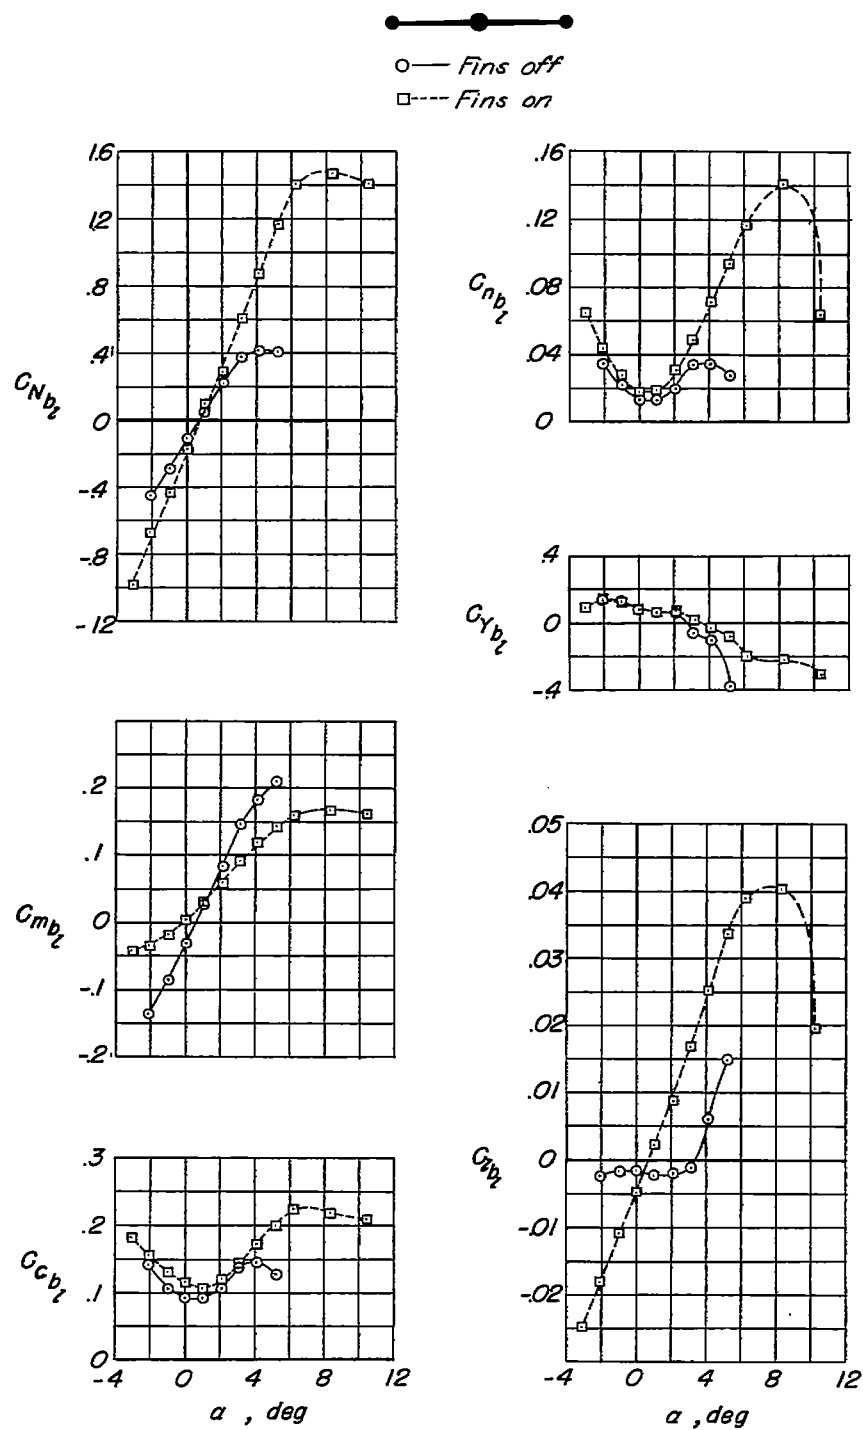 Fins off
Fins on
1.6
1.2
.8
.4
0
-.4
-.8
-1.2
C_{N_{b_l}}
.16
.12
.08
.04
0
C_{n_{b_l}}
.4
0
-.4
C_{Y_{b_l}}
.2
.1
0
-.1
-.2
C_{m_{b_l}}
.05
.04
.03
.02
.01
0
-.01
-.02
C_{l_{b_l}}
.3
.2
.1
0
C_{C_{b_l}}
-4 0 4 8 12
α , deg
-4 0 4 8 12
α , deg